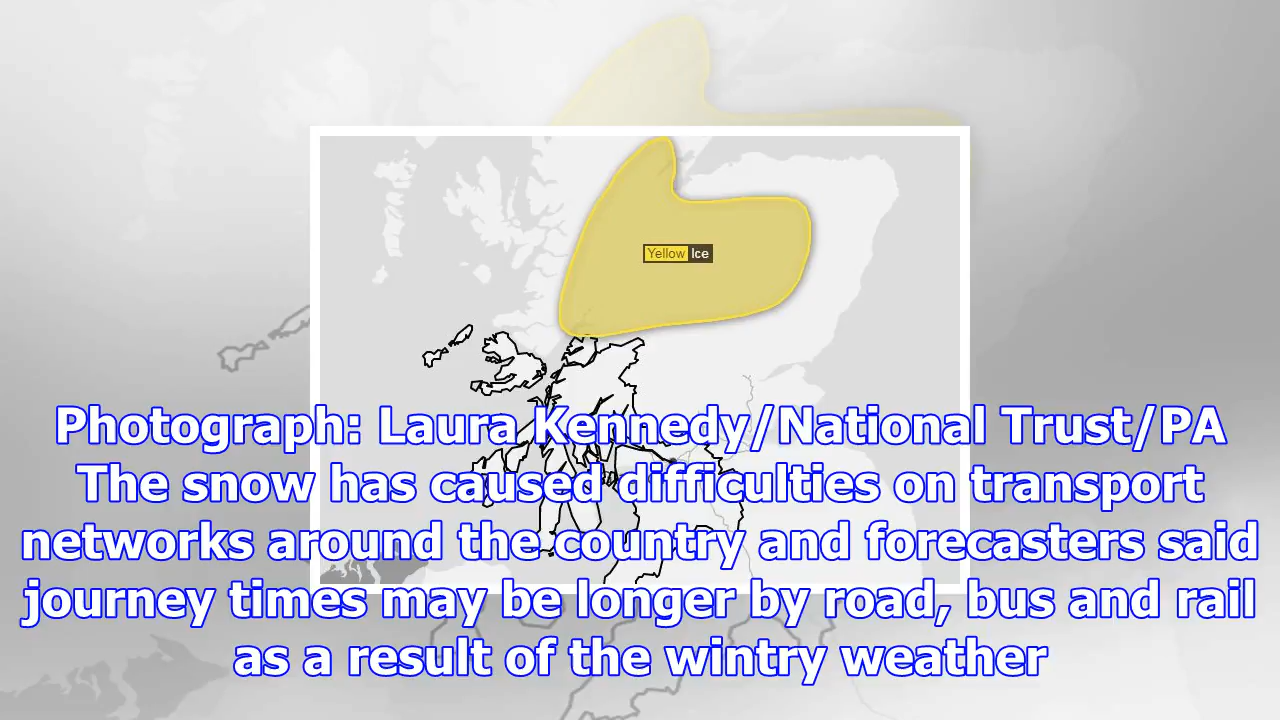 Yellow Ice
Photograph: Laura Kennedy/National Trust/PA
The snow has caused difficulties on transport
networks around the country and forecasters said
journey times may be longer by road, bus and rail
as a result of the wintry weather